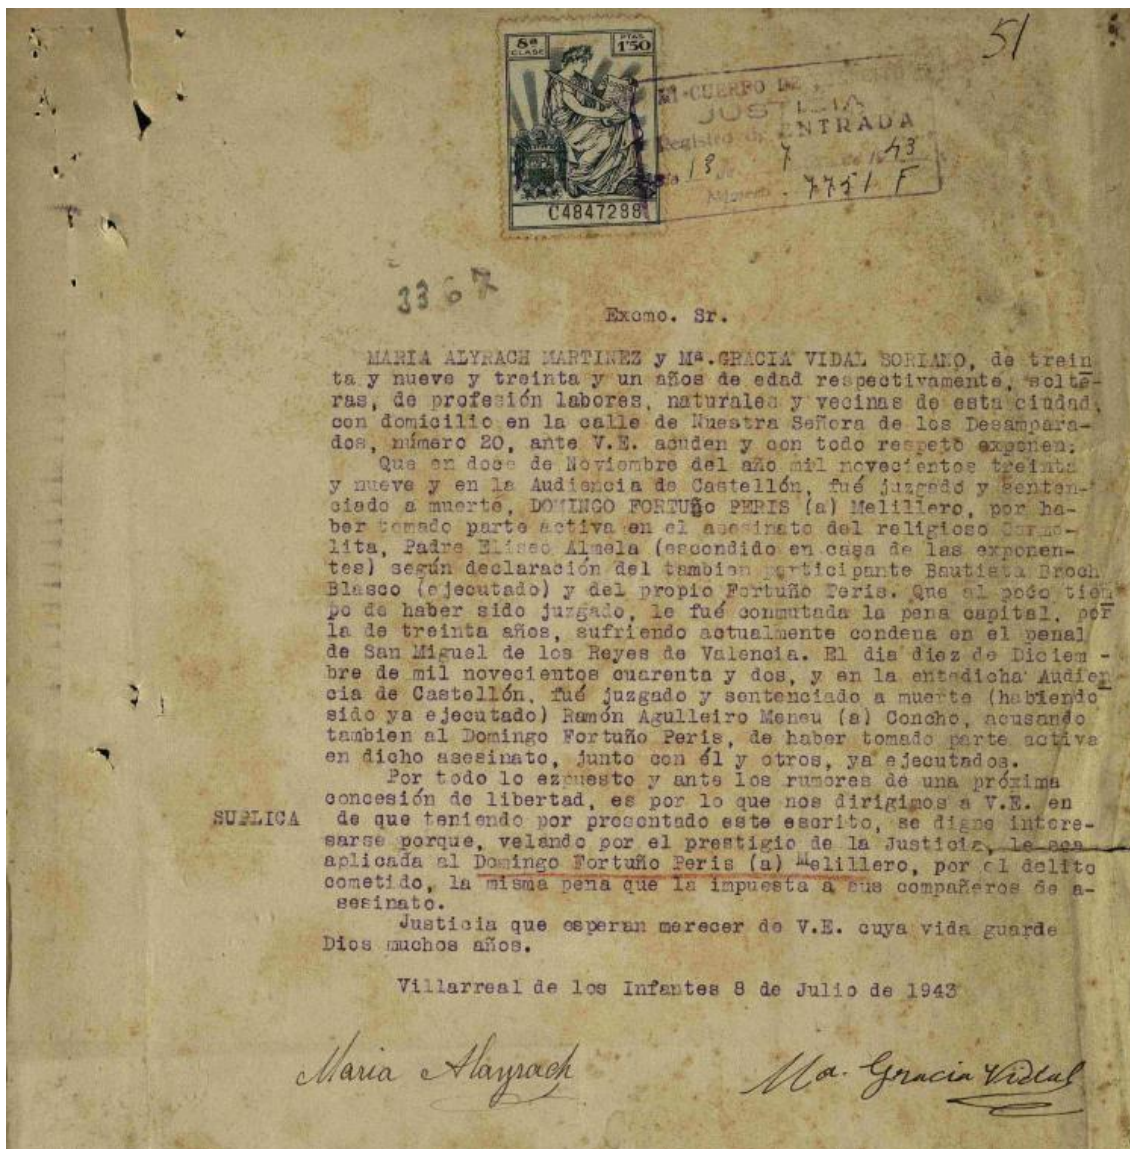 51
8ª CLASE
PTAS 1'50
C4847288
CUERPO DE
JUSTICIA
Registro de ENTRADA
13 7 43
Número 7751 F
3367
Excmo. Sr.
MARIA ALYRACH MARTINEZ y Mª.GRACIA VIDAL SORIANO, de trein
ta y nueve y treinta y un años de edad respectivamente, solte-
ras, de profesión labores, naturales y vecinas de esta ciudad,
con domicilio en la calle de Nuestra Señora de los Desampara-
dos, número 20, ante V.E. acuden y con todo respeto exponen:
Que en doce de Noviembre del año mil novecientos treinta
y nueve y en la Audiencia de Castellón, fué juzgado y senten-
ciado a muerte, DOMINGO FORTUÑo PERIS (a) Melillero, por ha-
ber tomado parte activa en el asesinato del religioso Carme-
lita, Padre Eliseo Almela (escondido en casa de las exponen-
tes) según declaración del tambien participante Bautista Broch
Blasco (ejecutado) y del propio Fortuño Peris. Que al poco tiem
po de haber sido juzgado, le fué conmutada la pena capital, por
la de treinta años, sufriendo actualmente condena en el penal
de San Miguel de los Reyes de Valencia. El dia diez de Diciem -
bre de mil novecientos cuarenta y dos, y en la antedicha Audien
cia de Castellón, fué juzgado y sentenciado a muerte (habiendo
sido ya ejecutado) Ramón Agulleiro Meneu (a) Concho, acusando
tambien al Domingo Fortuño Peris, de haber tomado parte activa
en dicho asesinato, junto con él y otros, ya ejecutados.
Por todo lo ezpuesto y ante los rumores de una próxima
concesión de libertad, es por lo que nos dirigimos a V.E. en
SUPLICA de que teniendo por presentado este escrito, se digne intere-
sarse porque, velando por el prestigio de la Justicia, le sea
aplicada al Domingo Fortuño Peris (a) Melillero, por el delito
cometido, la misma pena que la impuesta a sus compañeros de a-
sesinato.
Justicia que esperan merecer de V.E. cuya vida guarde
Dios muchos años.
Villarreal de los Infantes 8 de Julio de 1943
Maria Alayrach
Ma. Gracia Vidal